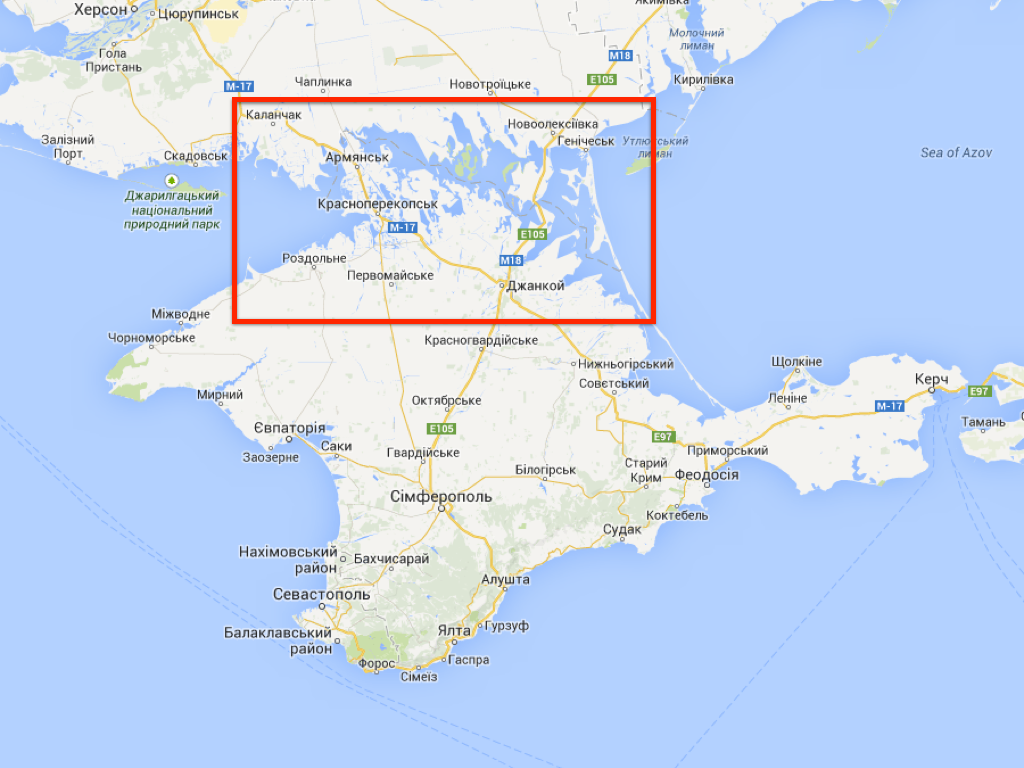 Херсон
Цюрупинськ
Якимівка
Гола
Пристань
Молочний
лиман
M18
E105
Кирилівка
M-17
Чаплинка
Новотроїцьке
Каланчак
Новоолексіївка
Генічеськ
Утлюкський
лиман
Залізний
Порт
Скадовськ
Армянськ
Sea of Azov
Джарилгацький
національний
природний парк
Красноперекопськ
M-17
E105
Роздольне
M18
Первомайське
Джанкой
Міжводне
Чорноморське
Красногвардійське
Нижньогірський
Совєтський
Щолкіне
Керч
E97
Мирний
Октябрське
Леніне
M-17
Тамань
Євпаторія
E105
E97
Саки
Заозерне
Гвардійське
Приморський
Білогірськ
Старий
Крим
Феодосія
Сімферополь
Коктебель
Судак
Нахімовський
район
Бахчисарай
Алушта
Севастополь
Балаклавський
район
Ялта
Гурзуф
Форос
Гаспра
Сімеїз